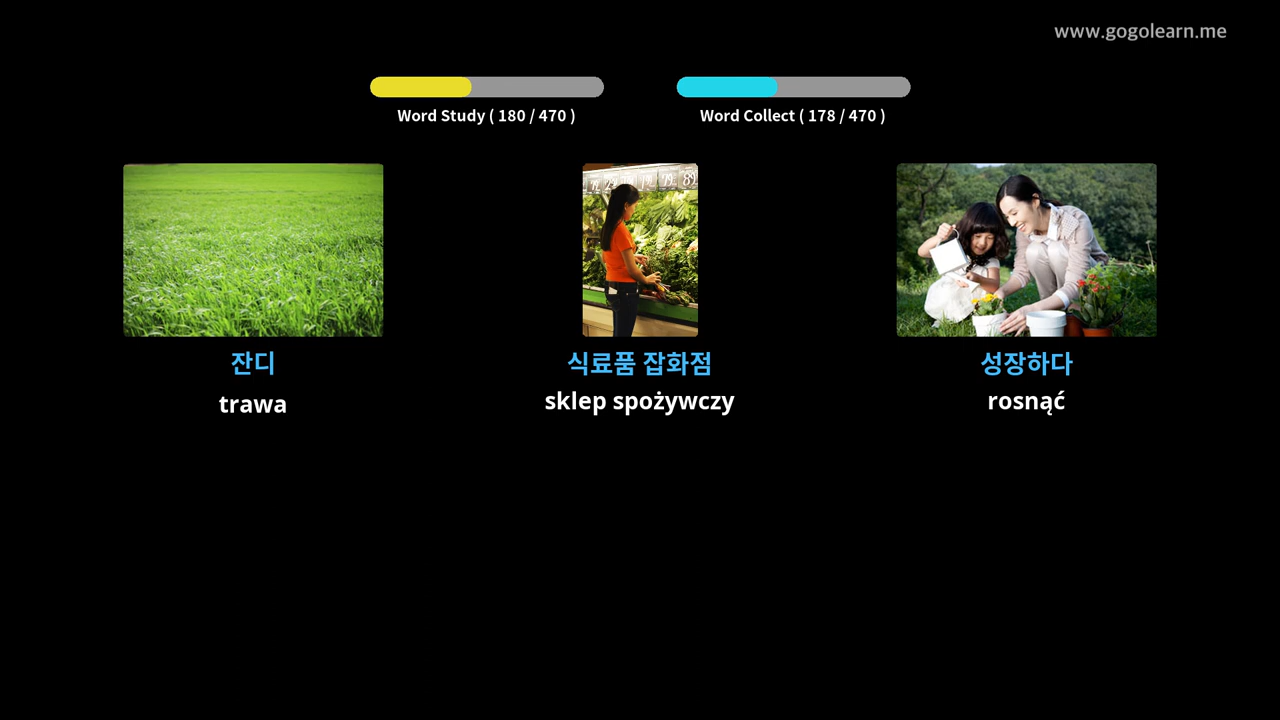 www.gogolearn.me
Word Study ( 180 / 470 )
Word Collect ( 178 / 470 )
잔디
식료품 잡화점
성장하다
trawa
sklep spożywczy
rosnąć